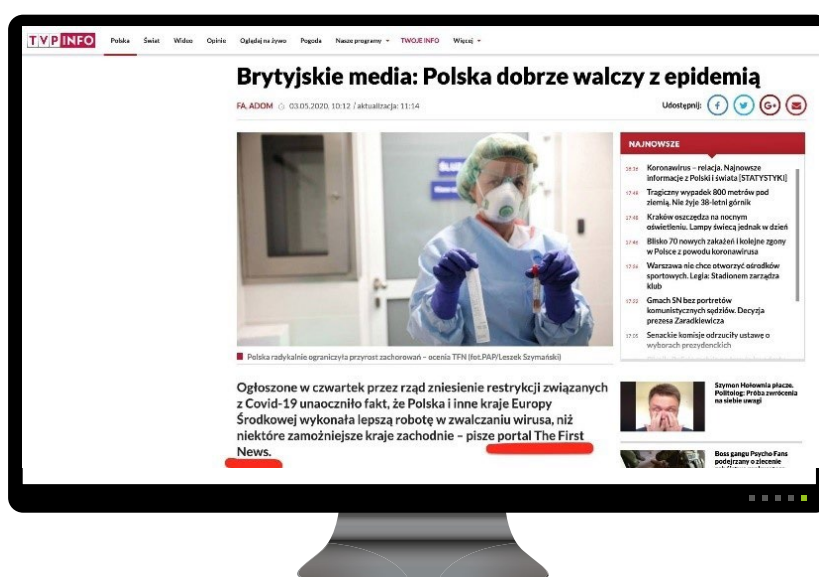 TVP INFO
Polska Świat Wideo Opinie Oglądaj na żywo Pogoda Nasze programy TWOJE INFO Więcej
Brytyjskie media: Polska dobrze walczy z epidemią
FA, ADOM 03.05.2020, 10:12 / aktualizacja: 11:14
Udostępnij:
Polska radykalnie ograniczyła przyrost zachorowań – ocenia TFN (fot.PAP/Leszek Szymański)
Ogłoszone w czwartek przez rząd zniesienie restrykcji związanych
z Covid-19 unaoczniło fakt, że Polska i inne kraje Europy
Środkowej wykonała lepszą robotę w zwalczaniu wirusa, niż
niektóre zamożniejsze kraje zachodnie – pisze portal The First
News.
NAJNOWSZE
Koronawirus – relacja. Najnowsze
informacje z Polski i świata [STATYSTYKI]
Tragiczny wypadek 800 metrów pod
ziemią. Nie żyje 38-letni górnik
Kraków oszczędza na nocnym
oświetleniu. Lampy świecą jednak w dzień
Blisko 70 nowych zakażeń i kolejne zgony
w Polsce z powodu koronawirusa
Warszawa nie chce otworzyć ośrodków
sportowych. Legia: Stadionem zarządza
klub
Gmach SN bez portretów
komunistycznych sędziów. Decyzja
prezesa Zaradkiewicza
Senackie komisje odrzuciły ustawę o
wyborach prezydenckich
Szymon Hołownia płacze.
Politolog: Próba zwrócenia
na siebie uwagi
Boss gangu Psycho Fans
podejrzany o zlecenie